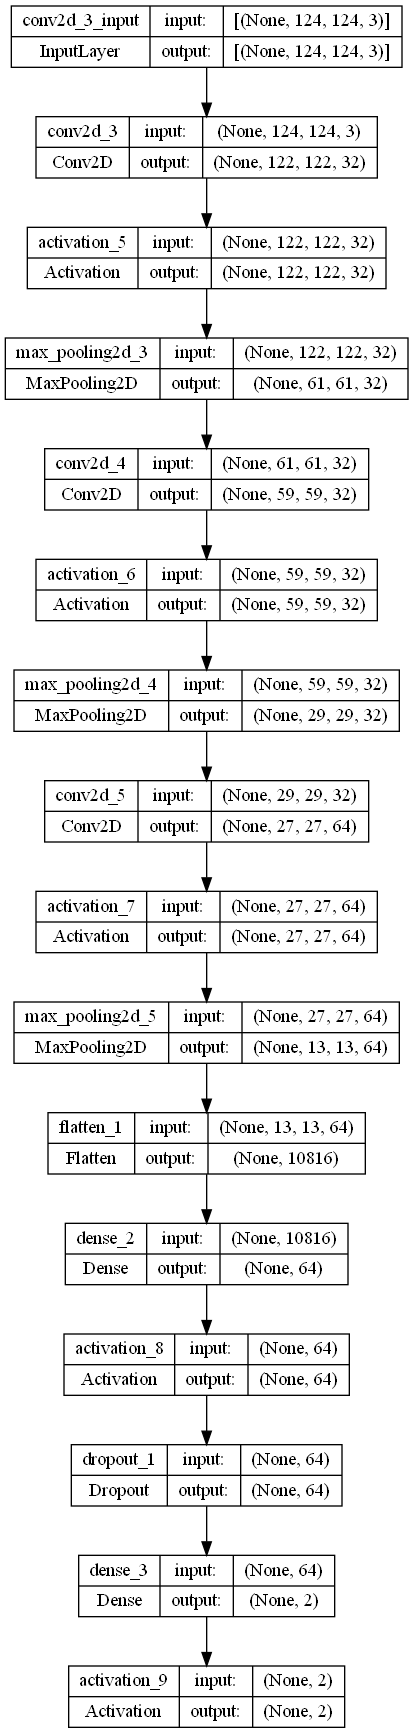 conv2d_3_input input: [(None, 124, 124, 3)]
InputLayer output: [(None, 124, 124, 3)]
conv2d_3 input: (None, 124, 124, 3)
Conv2D output: (None, 122, 122, 32)
activation_5 input: (None, 122, 122, 32)
Activation output: (None, 122, 122, 32)
max_pooling2d_3 input: (None, 122, 122, 32)
MaxPooling2D output: (None, 61, 61, 32)
conv2d_4 input: (None, 61, 61, 32)
Conv2D output: (None, 59, 59, 32)
activation_6 input: (None, 59, 59, 32)
Activation output: (None, 59, 59, 32)
max_pooling2d_4 input: (None, 59, 59, 32)
MaxPooling2D output: (None, 29, 29, 32)
conv2d_5 input: (None, 29, 29, 32)
Conv2D output: (None, 27, 27, 64)
activation_7 input: (None, 27, 27, 64)
Activation output: (None, 27, 27, 64)
max_pooling2d_5 input: (None, 27, 27, 64)
MaxPooling2D output: (None, 13, 13, 64)
flatten_1 input: (None, 13, 13, 64)
Flatten output: (None, 10816)
dense_2 input: (None, 10816)
Dense output: (None, 64)
activation_8 input: (None, 64)
Activation output: (None, 64)
dropout_1 input: (None, 64)
Dropout output: (None, 64)
dense_3 input: (None, 64)
Dense output: (None, 2)
activation_9 input: (None, 2)
Activation output: (None, 2)